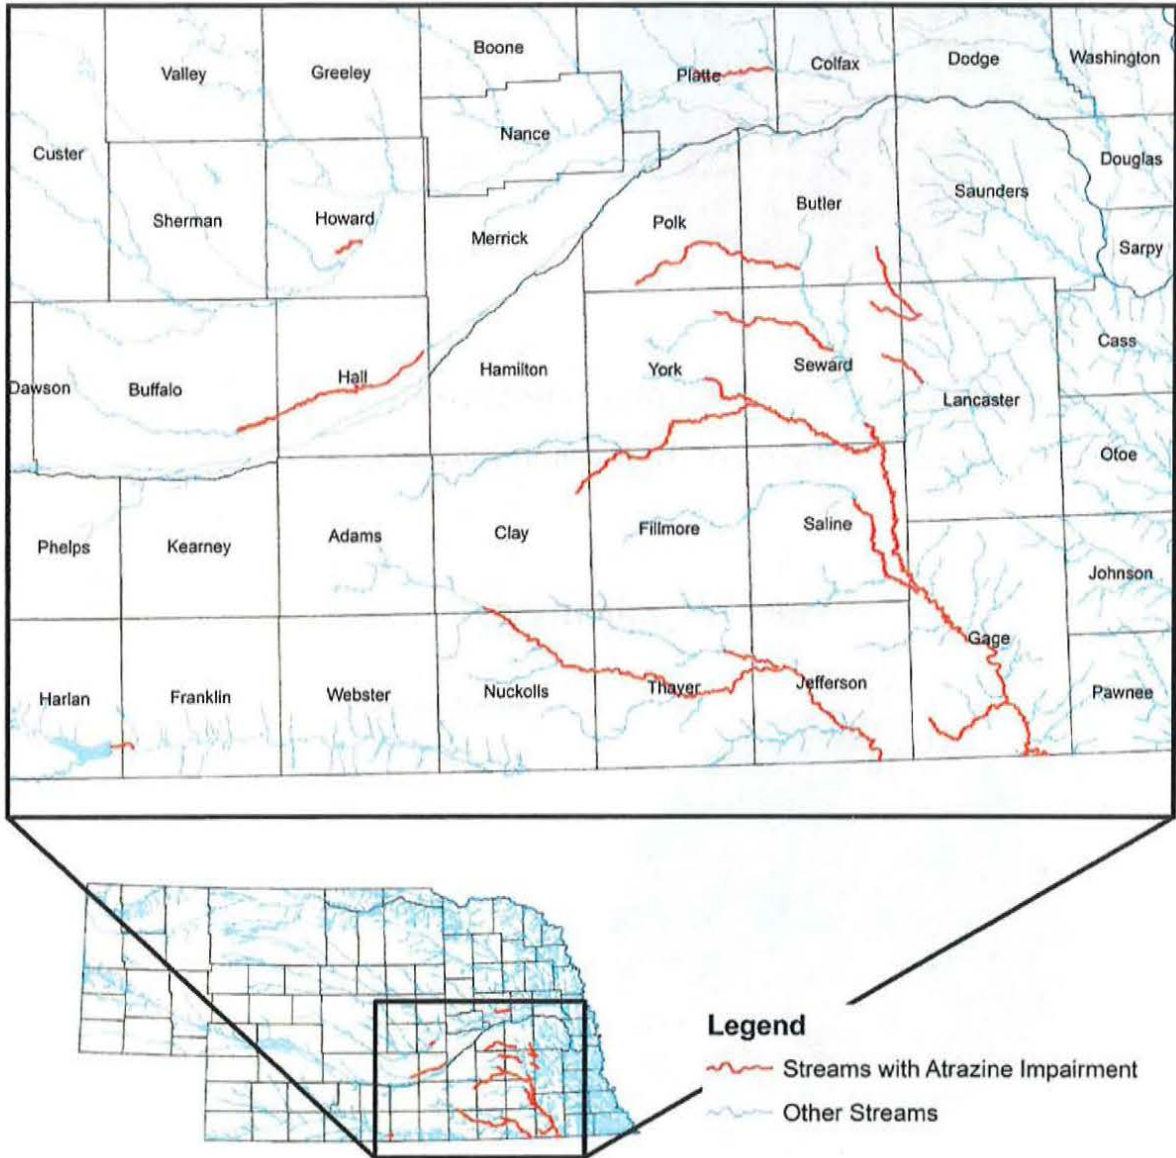 Boone
Valley
Greeley
Platte
Colfax
Dodge
Washington
Nance
Custer
Douglas
Sherman
Howard
Merrick
Polk
Butler
Saunders
Sarpy
Dawson
Buffalo
Hall
Hamilton
York
Seward
Cass
Lancaster
Otoe
Phelps
Kearney
Adams
Clay
Fillmore
Saline
Johnson
Gage
Harlan
Franklin
Webster
Nuckolls
Thayer
Jefferson
Pawnee
Legend
Streams with Atrazine Impairment
Other Streams